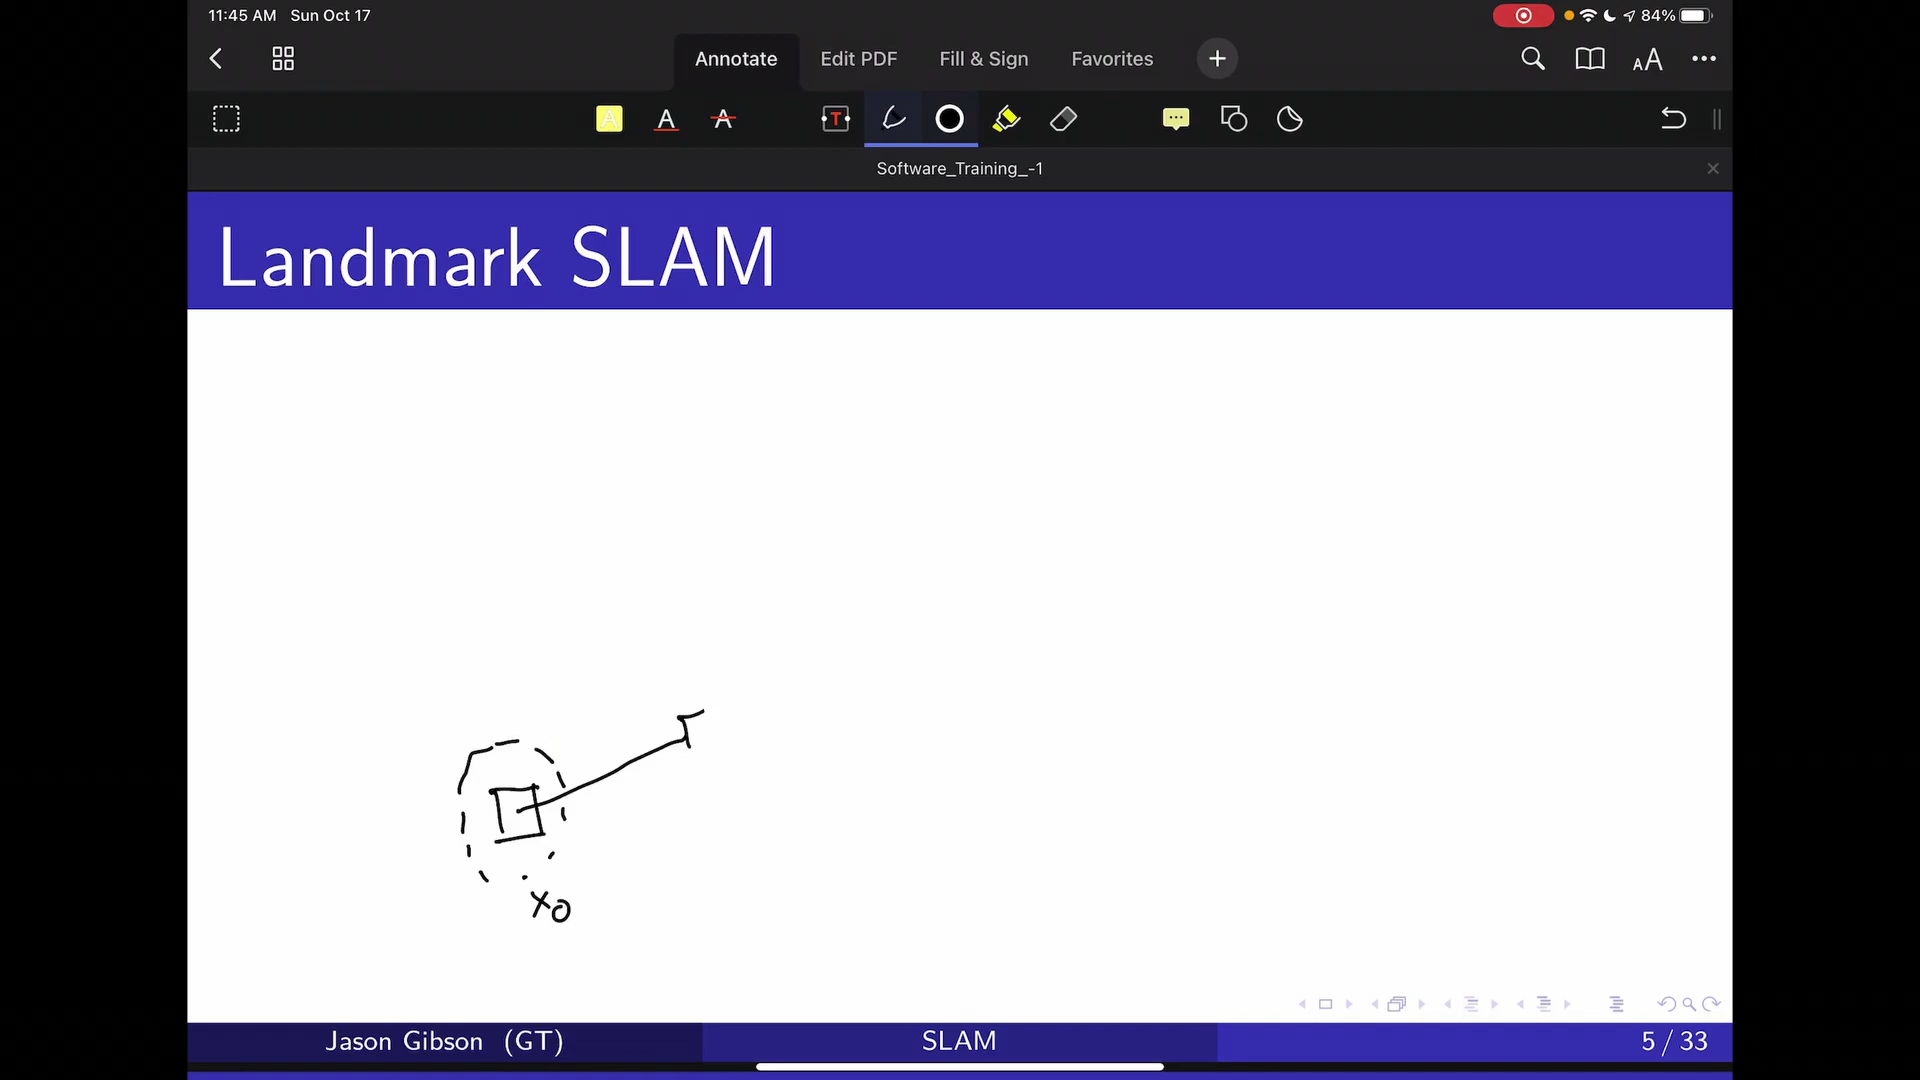 11:45 AM Sun Oct 17
84%
Annotate Edit PDF Fill & Sign Favorites
AA
A A A T
Software_Training_-1
Landmark SLAM
x0
Jason Gibson (GT) SLAM 5 / 33